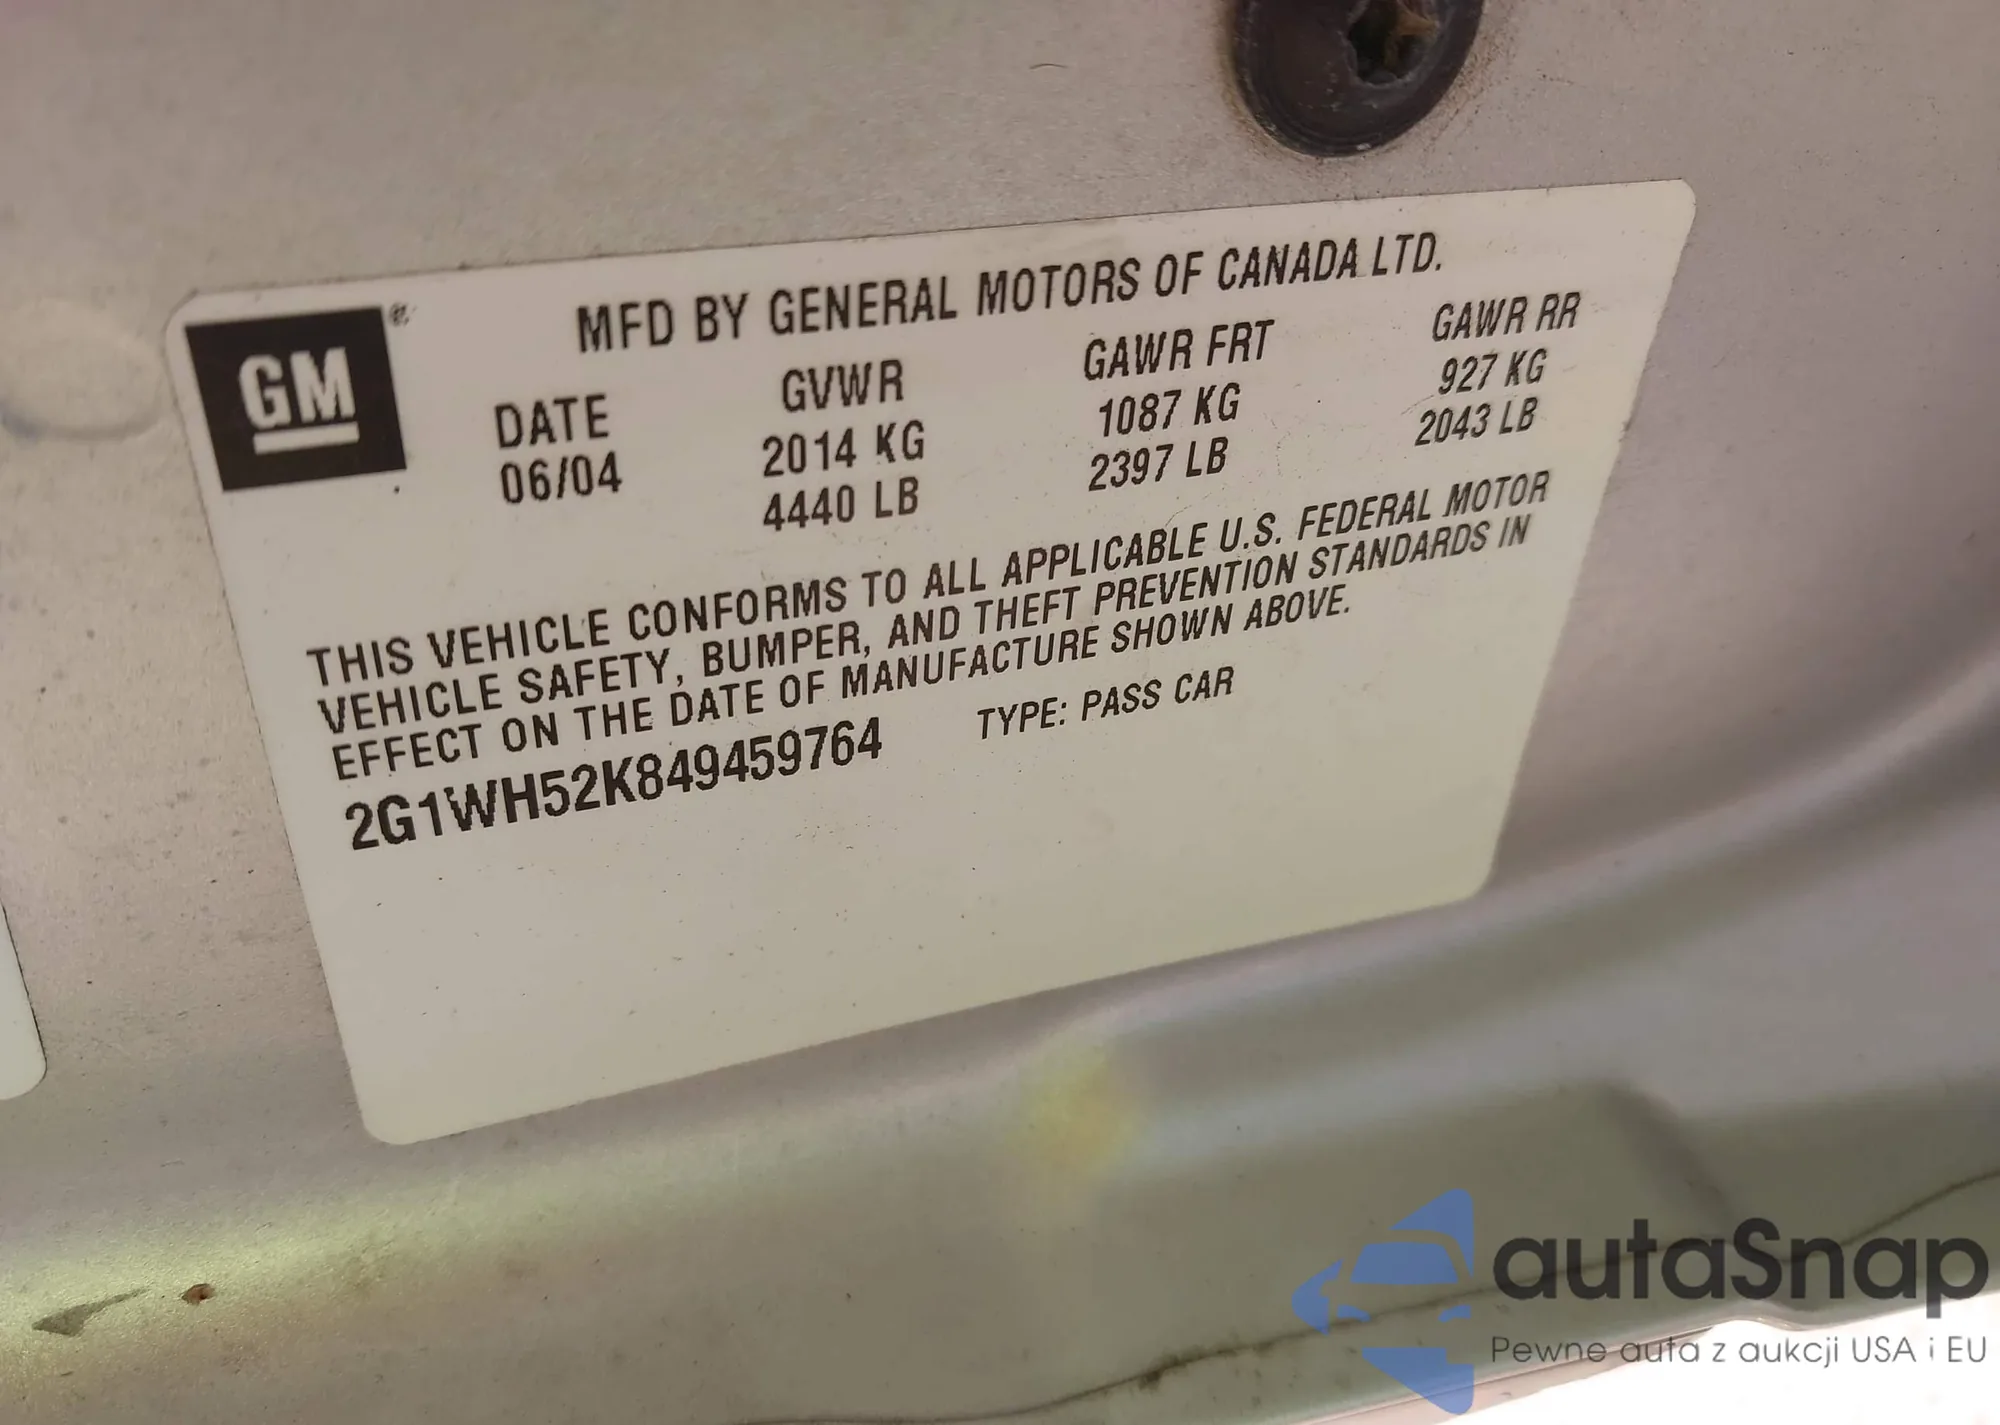 GM ®
MFD BY GENERAL MOTORS OF CANADA LTD.
DATE GVWR GAWR FRT GAWR RR
06/04 2014 KG 1087 KG 927 KG
4440 LB 2397 LB 2043 LB
THIS VEHICLE CONFORMS TO ALL APPLICABLE U.S. FEDERAL MOTOR
VEHICLE SAFETY, BUMPER, AND THEFT PREVENTION STANDARDS IN
EFFECT ON THE DATE OF MANUFACTURE SHOWN ABOVE.
2G1WH52K849459764 TYPE: PASS CAR
autaSnap
Pewne auta z aukcji USA i EU